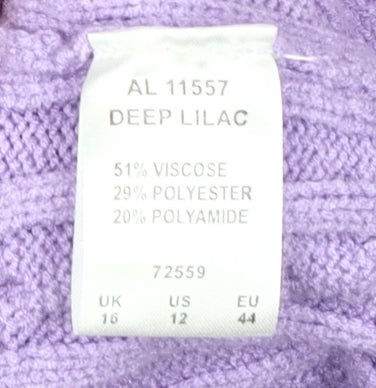 AL 11557
DEEP LILAC
51% VISCOSE
29% POLYESTER
20% POLYAMIDE
72559
UK US EU
16 12 44